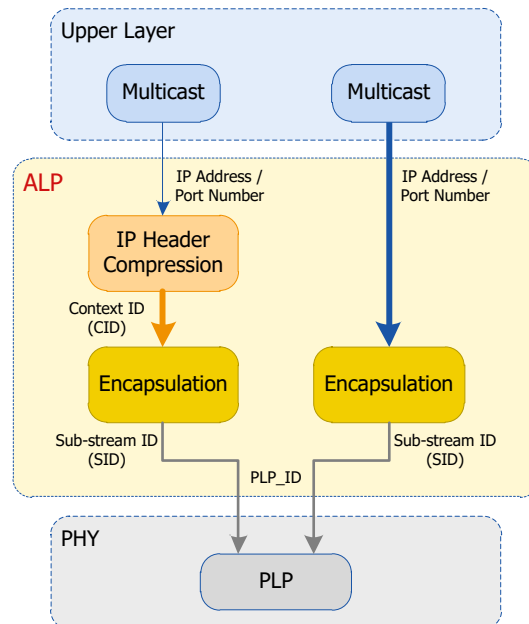 Upper Layer
Multicast
Multicast
IP Address /
Port Number
IP Address /
Port Number
ALP
IP Header
Compression
Context ID
(CID)
Encapsulation
Encapsulation
Sub-stream ID
(SID)
Sub-stream ID
(SID)
PLP_ID
PHY
PLP